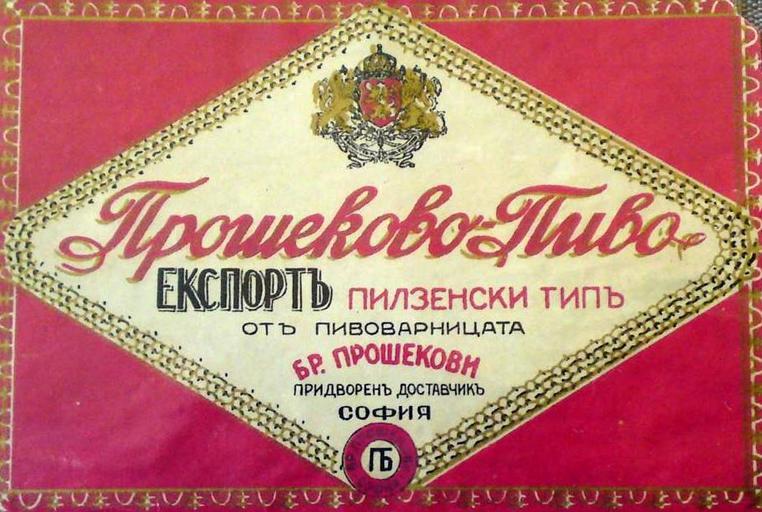 Прошеково-Пиво
ЕКСПОРТЪ ПИЛЗЕНСКИ ТИПЪ
ОТЪ ПИВОВАРНИЦАТА
БР. ПРОШЕКОВИ
ПРИДВОРЕНЪ ДОСТАВЧИКЪ
СОФИЯ
ПБ